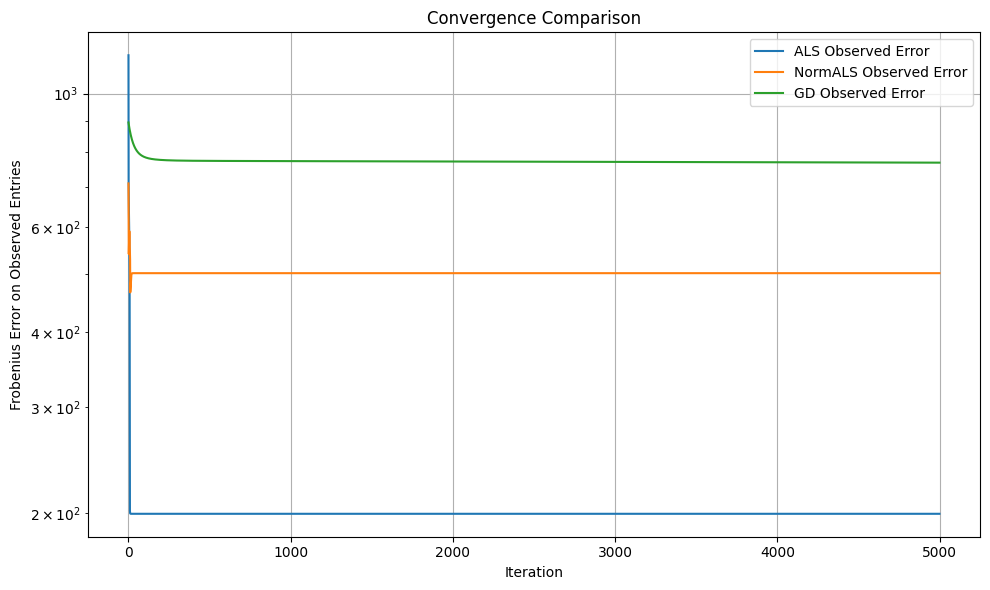 Convergence Comparison
ALS Observed Error
NormALS Observed Error
GD Observed Error
Frobenius Error on Observed Entries
10³
6 × 10²
4 × 10²
3 × 10²
2 × 10²
0 1000 2000 3000 4000 5000
Iteration